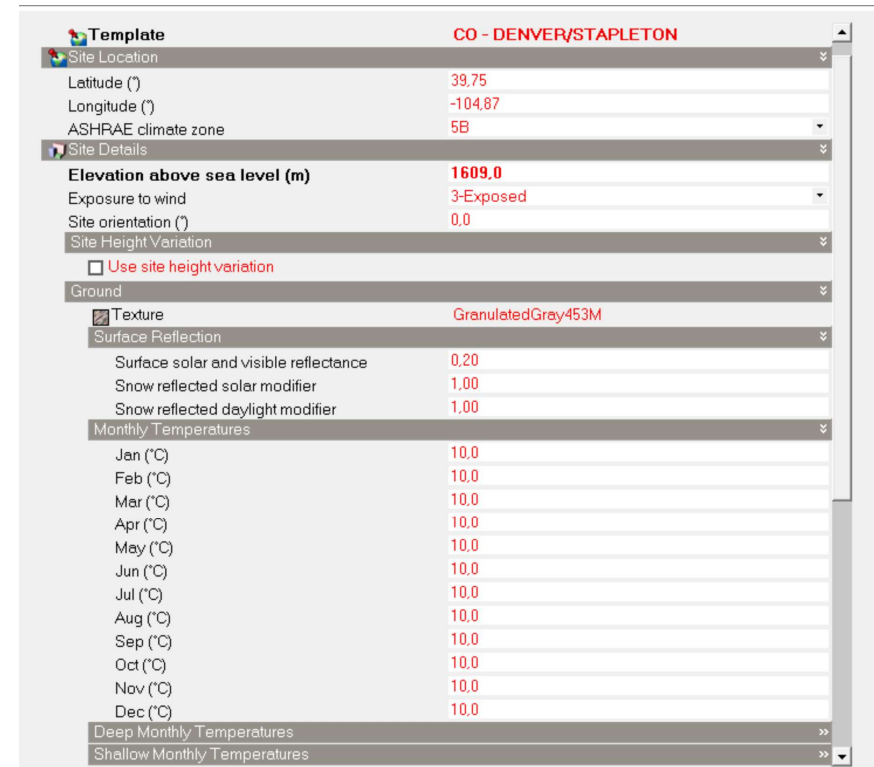 Template CO - DENVER/STAPLETON
Site Location
Latitude (°) 39,75
Longitude (°) -104,87
ASHRAE climate zone 5B
Site Details
Elevation above sea level (m) 1609,0
Exposure to wind 3-Exposed
Site orientation (°) 0,0
Site Height Variation
Use site height variation
Ground
Texture GranulatedGray453M
Surface Reflection
Surface solar and visible reflectance 0,20
Snow reflected solar modifier 1,00
Snow reflected daylight modifier 1,00
Monthly Temperatures
Jan (°C) 10,0
Feb (°C) 10,0
Mar (°C) 10,0
Apr (°C) 10,0
May (°C) 10,0
Jun (°C) 10,0
Jul (°C) 10,0
Aug (°C) 10,0
Sep (°C) 10,0
Oct (°C) 10,0
Nov (°C) 10,0
Dec (°C) 10,0
Deep Monthly Temperatures
Shallow Monthly Temperatures